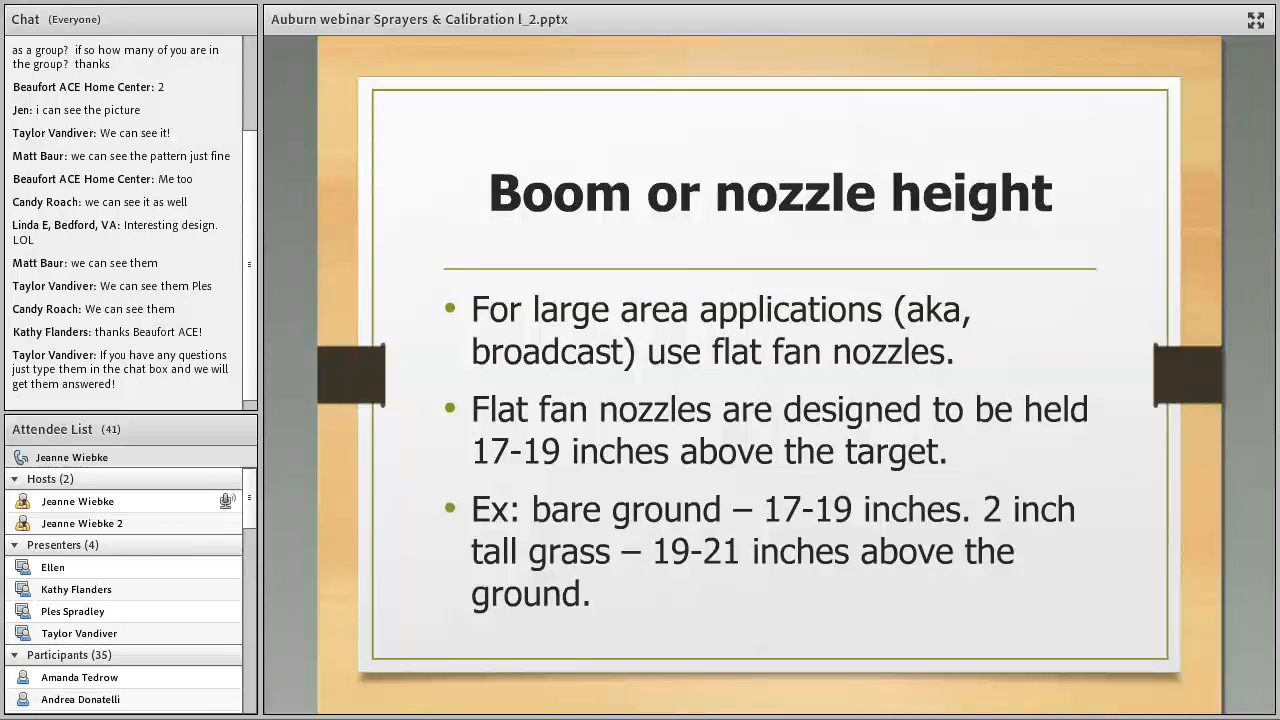 Chat (Everyone)
as a group? if so how many of you are in
the group? thanks
Beaufort ACE Home Center: 2
Jen: i can see the picture
Taylor Vandiver: We can see it!
Matt Baur: we can see the pattern just fine
Beaufort ACE Home Center: Me too
Candy Roach: we can see it as well
Linda E, Bedford, VA: Interesting design.
LOL
Matt Baur: we can see them
Taylor Vandiver: We can see them Ples
Candy Roach: We can see them
Kathy Flanders: thanks Beaufort ACE!
Taylor Vandiver: If you have any questions
just type them in the chat box and we will
get them answered!
Attendee List (41)
Jeanne Wiebke
Hosts (2)
Jeanne Wiebke
Jeanne Wiebke 2
Presenters (4)
Ellen
Kathy Flanders
Ples Spradley
Taylor Vandiver
Participants (35)
Amanda Tedrow
Andrea Donatelli
Auburn webinar Sprayers & Calibration l_2.pptx
Boom or nozzle height
• For large area applications (aka,
broadcast) use flat fan nozzles.
• Flat fan nozzles are designed to be held
17-19 inches above the target.
• Ex: bare ground – 17-19 inches. 2 inch
tall grass – 19-21 inches above the
ground.